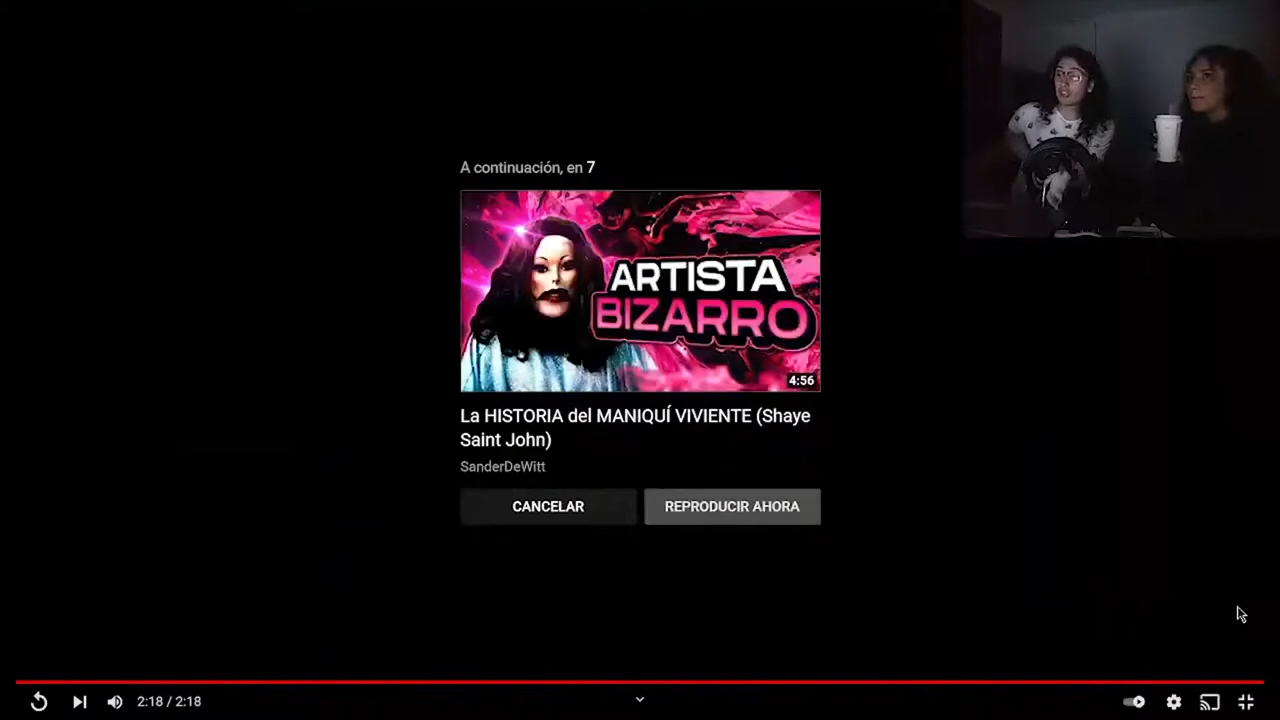 A continuación, en 7
ARTISTA
BIZARRO
4:56
La HISTORIA del MANIQUÍ VIVIENTE (Shaye
Saint John)
SanderDeWitt
CANCELAR
REPRODUCIR AHORA
2:18 / 2:18